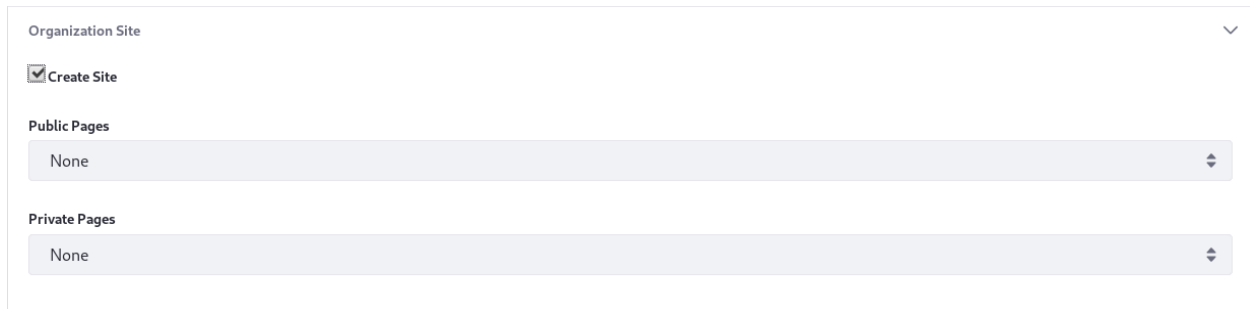 Organization Site
Create Site
Public Pages
None
Private Pages
None